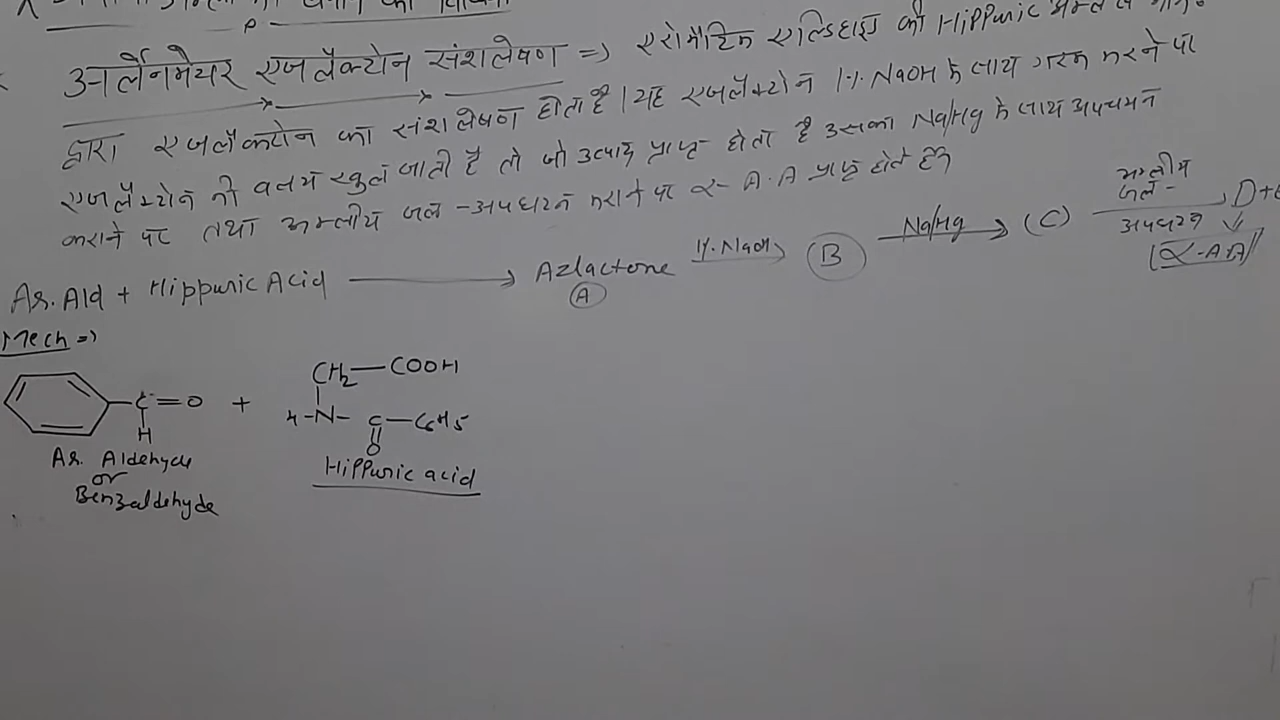 अर्लेनमेयर एजलैक्टोन संश्लेषण => एरोमैटिक एल्डिहाइड की Hippuric अम्ल से
द्वारा एजलैक्टोन का संश्लेषण होता है। यह एजलैक्टोन 1% NaOH के साथ गरम करने पर
एजलैक्टोन की वलय खुल जाती है तो जो उत्पाद प्राप्त होता है उसका Na/Hg के साथ अपचयन
कराने पर तथा अम्लीय जल-अपघटन कराने पर α-A.A प्राप्त होते हैं
Ar. Ald + Hippuric Acid ⟶ Azlactone (A) 1% NaOH → (B) Na/Hg → (C) अम्लीय जल-अपघटन → D+
(α-A.A)
Mech =>
C=O + CH2—COOH
H
H-N-C—C6H5
O
Ar. Aldehyde
or
Benzaldehyde
Hippuric acid